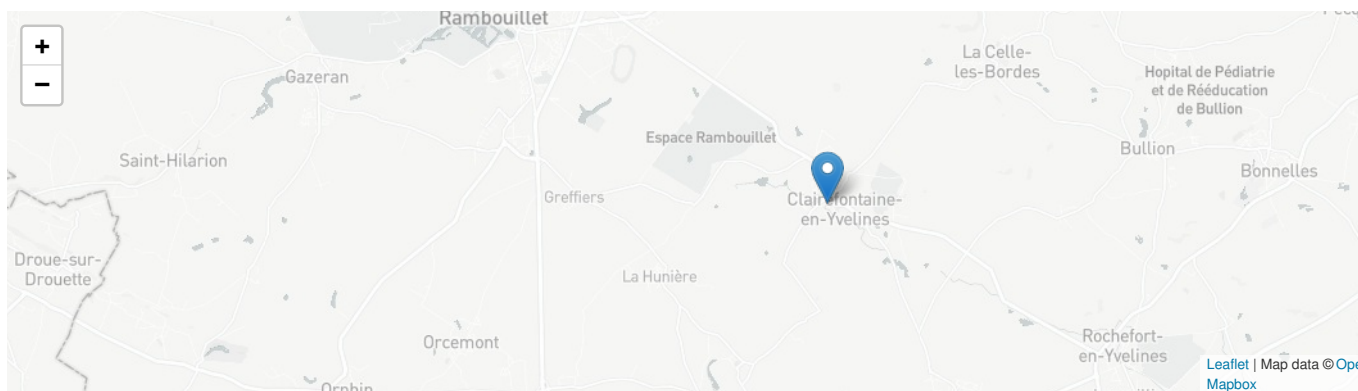 Rambouillet
+
−
Gazeran
La Celle-
les-Bordes
Hopital de Pédiatrie
et de Rééducation
de Bullion
Espace Rambouillet
Saint-Hilarion
Bullion
Bonnelles
Greffiers
Clairefontaine-
en-Yvelines
Droue-sur-
Drouette
La Hunière
Orcemont
Rochefort-
en-Yvelines
Leaflet | Map data © Ope
Mapbox